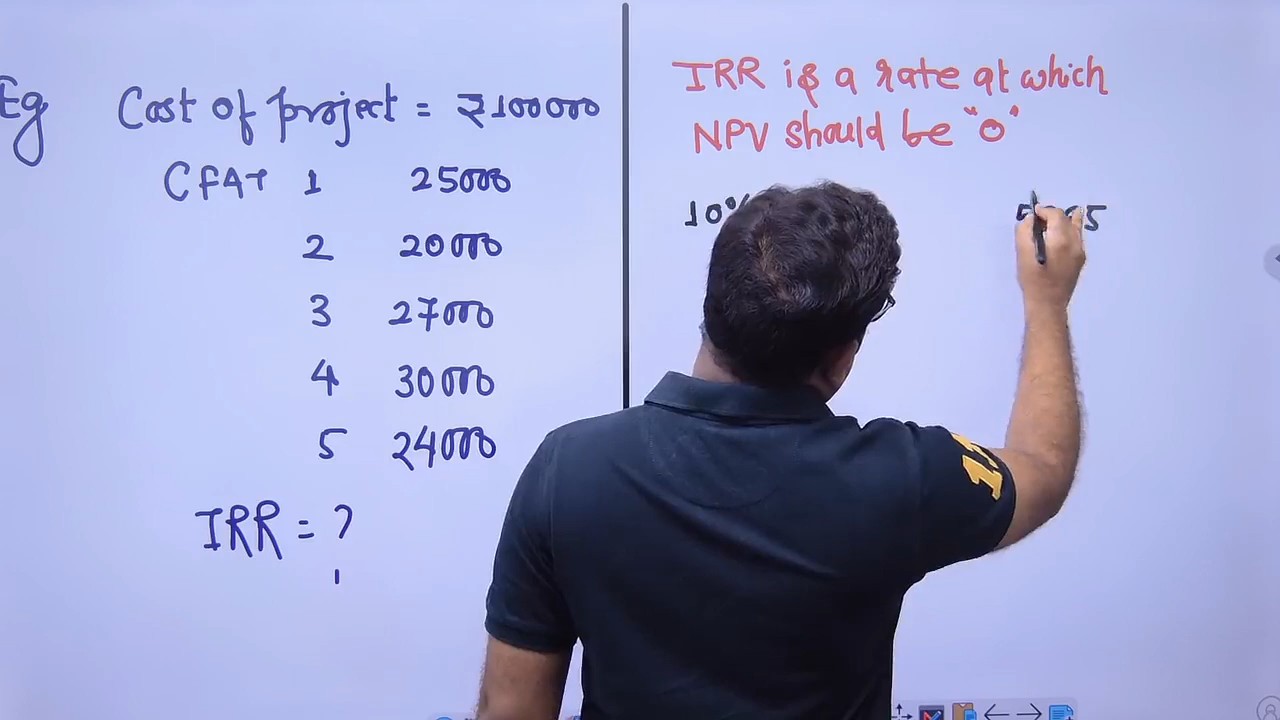 Eg Cost of project = ₹100000
CFAT 1 25000
2 20000
3 27000
4 30000
5 24000
IRR = ?
IRR is a rate at which
NPV should be "0"
10%